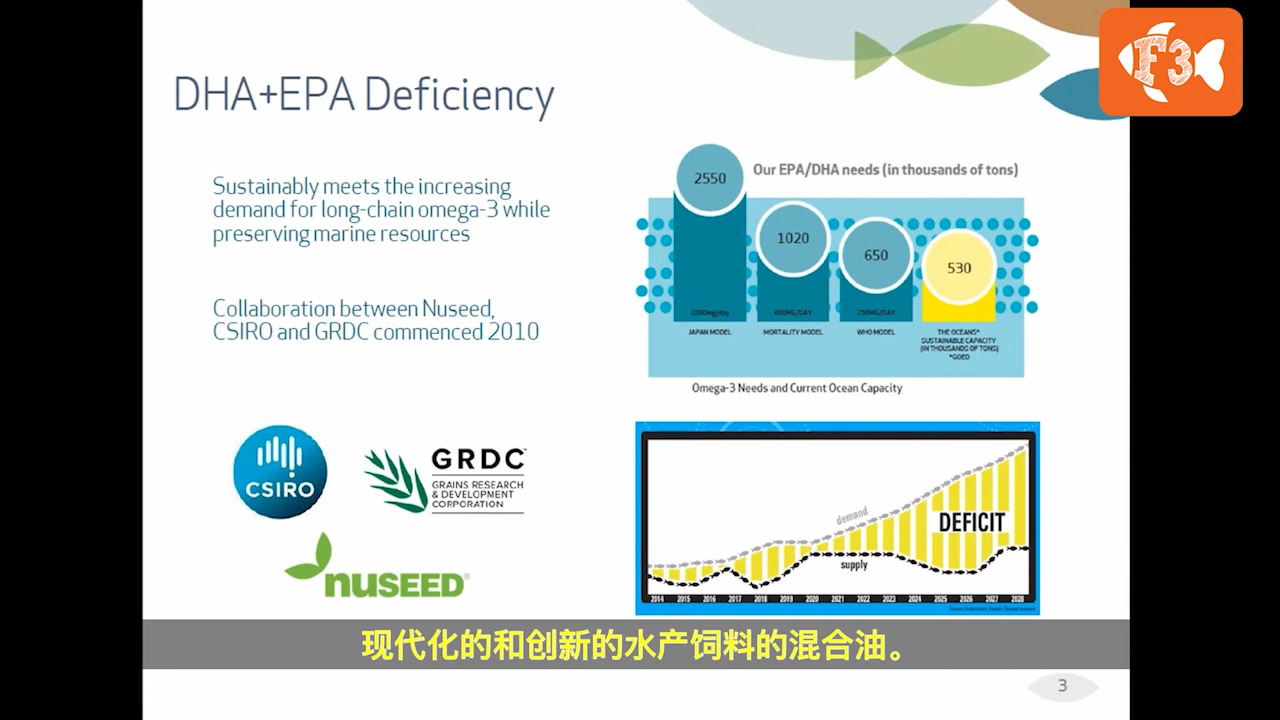 F3
DHA+EPA Deficiency
Sustainably meets the increasing
demand for long-chain omega-3 while
preserving marine resources
Collaboration between Nuseed,
CSIRO and GRDC commenced 2010
CSIRO
GRDC
GRAINS RESEARCH
& DEVELOPMENT
CORPORATION
nuseed®
Our EPA/DHA needs (in thousands of tons)
2550
1020
650
530
1000mg/day
400MG/DAY
250MG/DAY
JAPAN MODEL
MORTALITY MODEL
WHO MODEL
THE OCEANS*
SUSTAINABLE CAPACITY
(IN THOUSANDS OF TONS)
*GOED
Omega-3 Needs and Current Ocean Capacity
demand
DEFICIT
supply
2014 2015 2016 2017 2018 2019 2020 2021 2022 2023 2024 2025 2026 2027 2028
现代化的和创新的水产饲料的混合油。
3